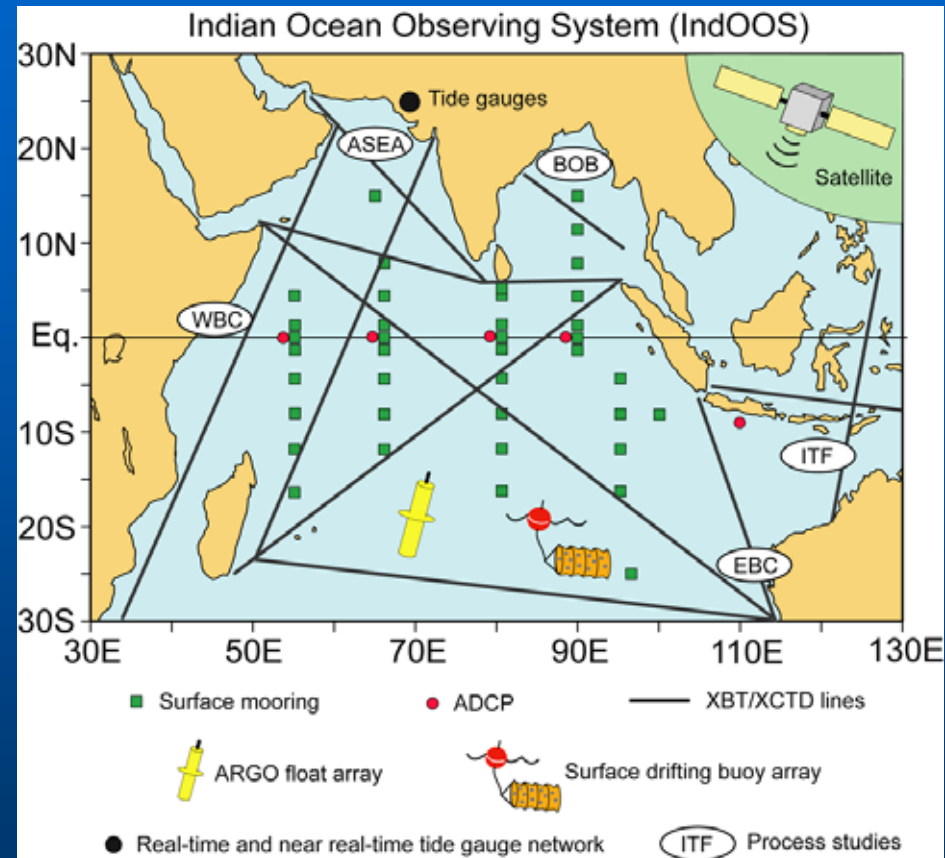 Indian Ocean Observing System (IndOOS)
30N
Tide gauges
ASEA
20N
BOB
Satellite
10N
WBC
Eq.
10S
ITF
20S
EBC
30S
30E 50E 70E 90E 110E 130E
Surface mooring ADCP XBT/XCTD lines
ARGO float array Surface drifting buoy array
Real-time and near real-time tide gauge network ITF Process studies